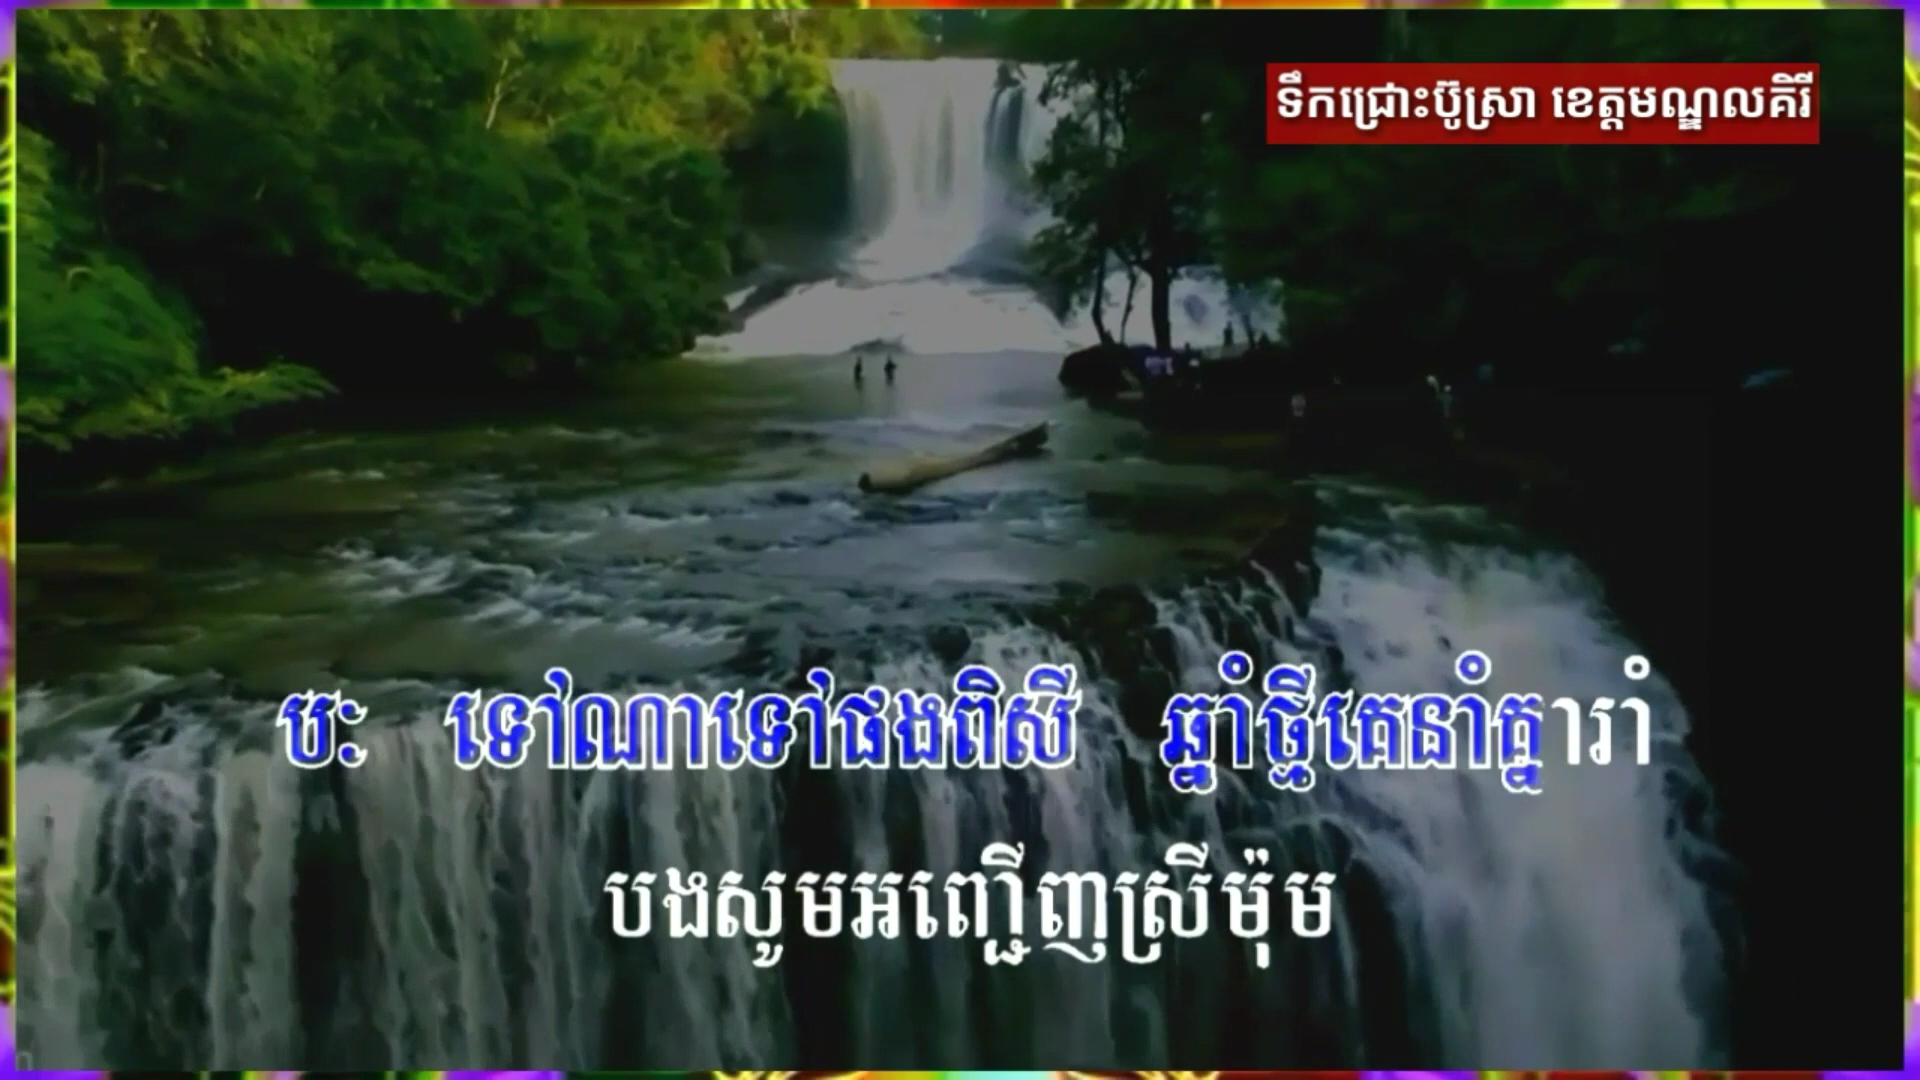 ទឹកជ្រោះប៊ូស្រា ខេត្តមណ្ឌលគិរី
ប៎ះ ទៅណាទៅផងពិសី ឆ្នាំថ្មីគេនាំគ្នារាំ
បងសូមអញ្ជើញស្រីម៉ុម